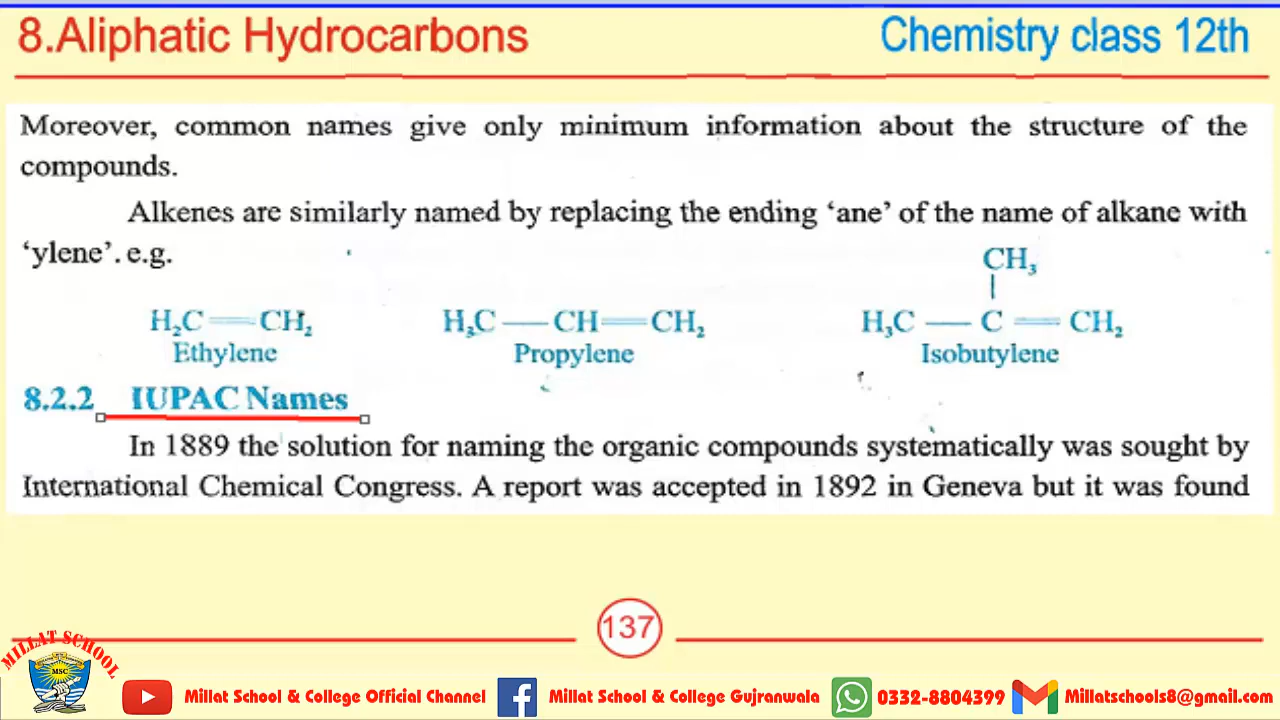 8.Aliphatic Hydrocarbons
Chemistry class 12th
Moreover, common names give only minimum information about the structure of the
compounds.
Alkenes are similarly named by replacing the ending ‘ane’ of the name of alkane with
‘ylene’. e.g.
CH₃
|
H₂C══CH₂ H₃C — CH══CH₂ H₃C — C ══ CH₂
Ethylene Propylene Isobutylene
8.2.2 IUPAC Names
In 1889 the solution for naming the organic compounds systematically was sought by
International Chemical Congress. A report was accepted in 1892 in Geneva but it was found
137
MILLAT SCHOOL
MSC
Millat School & College Official Channel
Millat School & College Gujranwala
0332-8804399
Millatschools8@gmail.com